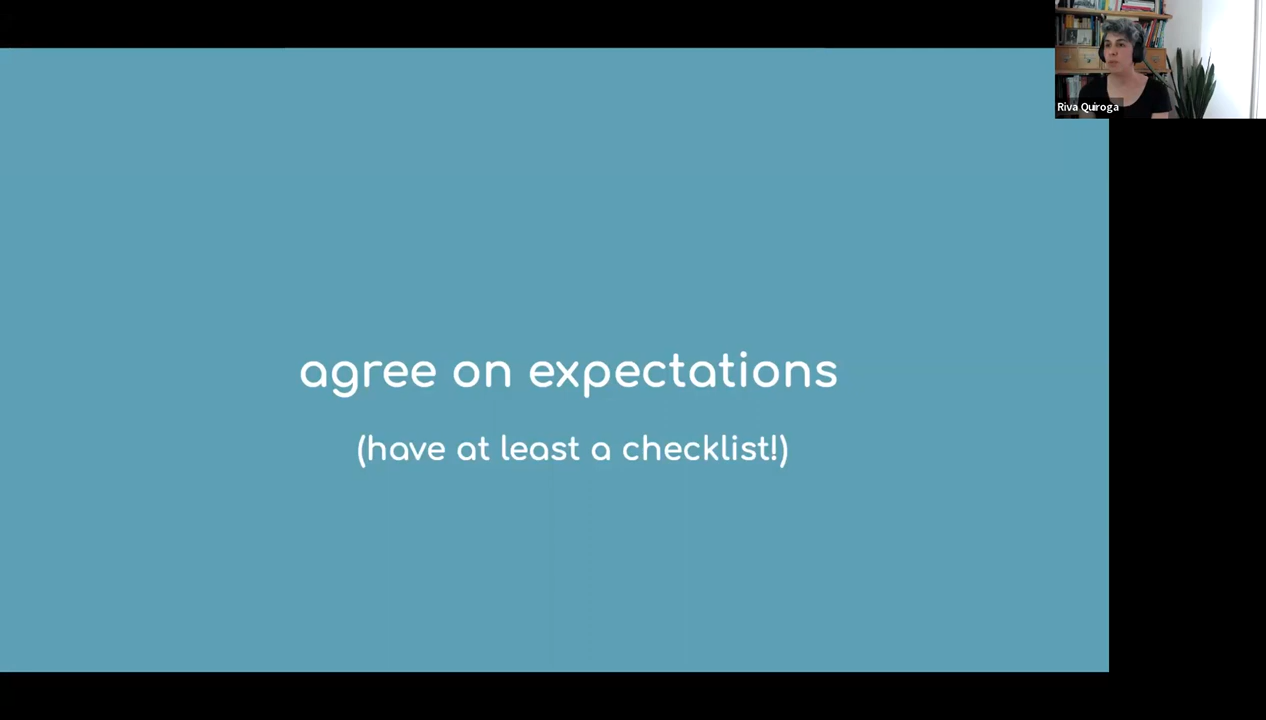 Riva Quiroga
agree on expectations
(have at least a checklist!)